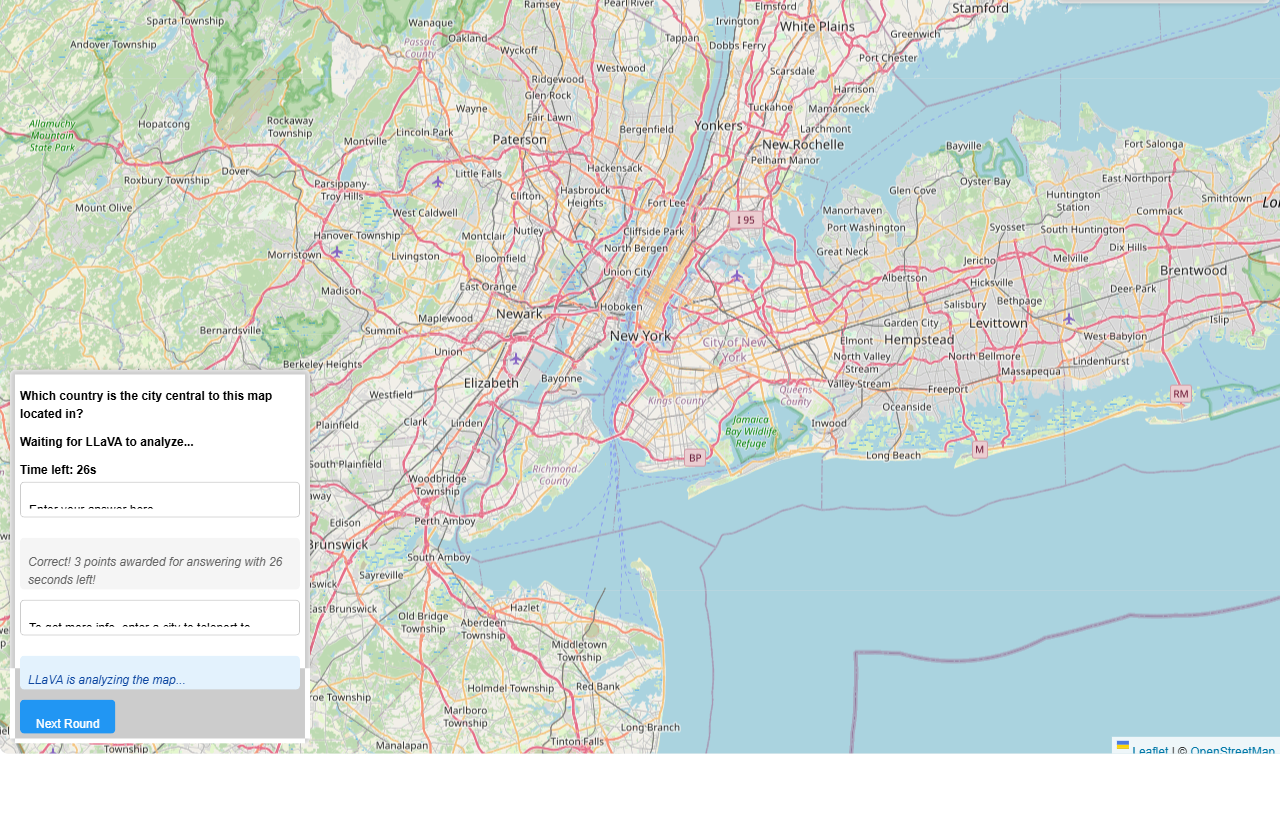 Sparta Township
Wanaque
Ramsey
Pearl River
Elmsford
Stamford
Andover Township
Passaic
County
Oakland
Wyckoff
Tappan
Irvington
Dobbs Ferry
White Plains
Greenwich
Port Chester
Westwood
Ridgewood
Glen Rock
Scarsdale
Harrison
Allamuchy
Mountain
State Park
Hopatcong
Rockaway
Township
Wayne
Fair Lawn
Tuckahoe
Mamaroneck
Lincoln Park
Paterson
Bergenfield
Yonkers
Larchmont
Montville
New Rochelle
Pelham Manor
Bayville
Fort Salonga
Roxbury Township
Dover
Little Falls
Hackensack
Parsippany-
Troy Hills
Clifton
Hasbrouck
Heights
Fort Lee
Glen Cove
Oyster Bay
East Northport
Huntington
Station
Smithtown
Mount Olive
West Caldwell
I 95
Manorhaven
Port Washington
Commack
Hanover Township
Montclair
Nutley
Cliffside Park
Syosset
South Huntington
Morristown
Livingston
Bloomfield
North Bergen
Great Neck
Jericho
Melville
Dix Hills
Union City
Albertson
Hicksville
Brentwood
Madison
East Orange
Salisbury
Bethpage
Deer Park
Maplewood
Newark
Hoboken
Garden City
Levittown
Islip
Bernardsville
Summit
New York
City of New
York
Elmont
Hempstead
West Babylon
Berkeley Heights
Union
North Valley
Stream
North Bellmore
Lindenhurst
Elizabeth
Bayonne
Valley Stream
Massapequa
Westfield
Kings County
Queens
County
Freeport
RM
Oceanside
Plainfield
Clark
Linden
Jamaica
Bay Wildlife
Refuge
Inwood
M
BP
Long Beach
South Plainfield
Richmond
County
Woodbridge
Township
Edison
Perth Amboy
Brunswick
South Amboy
Sayreville
East Brunswick
Old Bridge
Township
Hazlet
Aberdeen
Township
Middletown
Township
Holmdel Township
Red Bank
Marlboro
Township
Long Branch
Manalapan
Township
Tinton Falls
Which country is the city central to this map
located in?
Waiting for LLaVA to analyze...
Time left: 26s
Enter your answer here
Correct! 3 points awarded for answering with 26
seconds left!
To get more info, enter a city to teleport to
LLaVA is analyzing the map...
Next Round
Leaflet | © OpenStreetMap